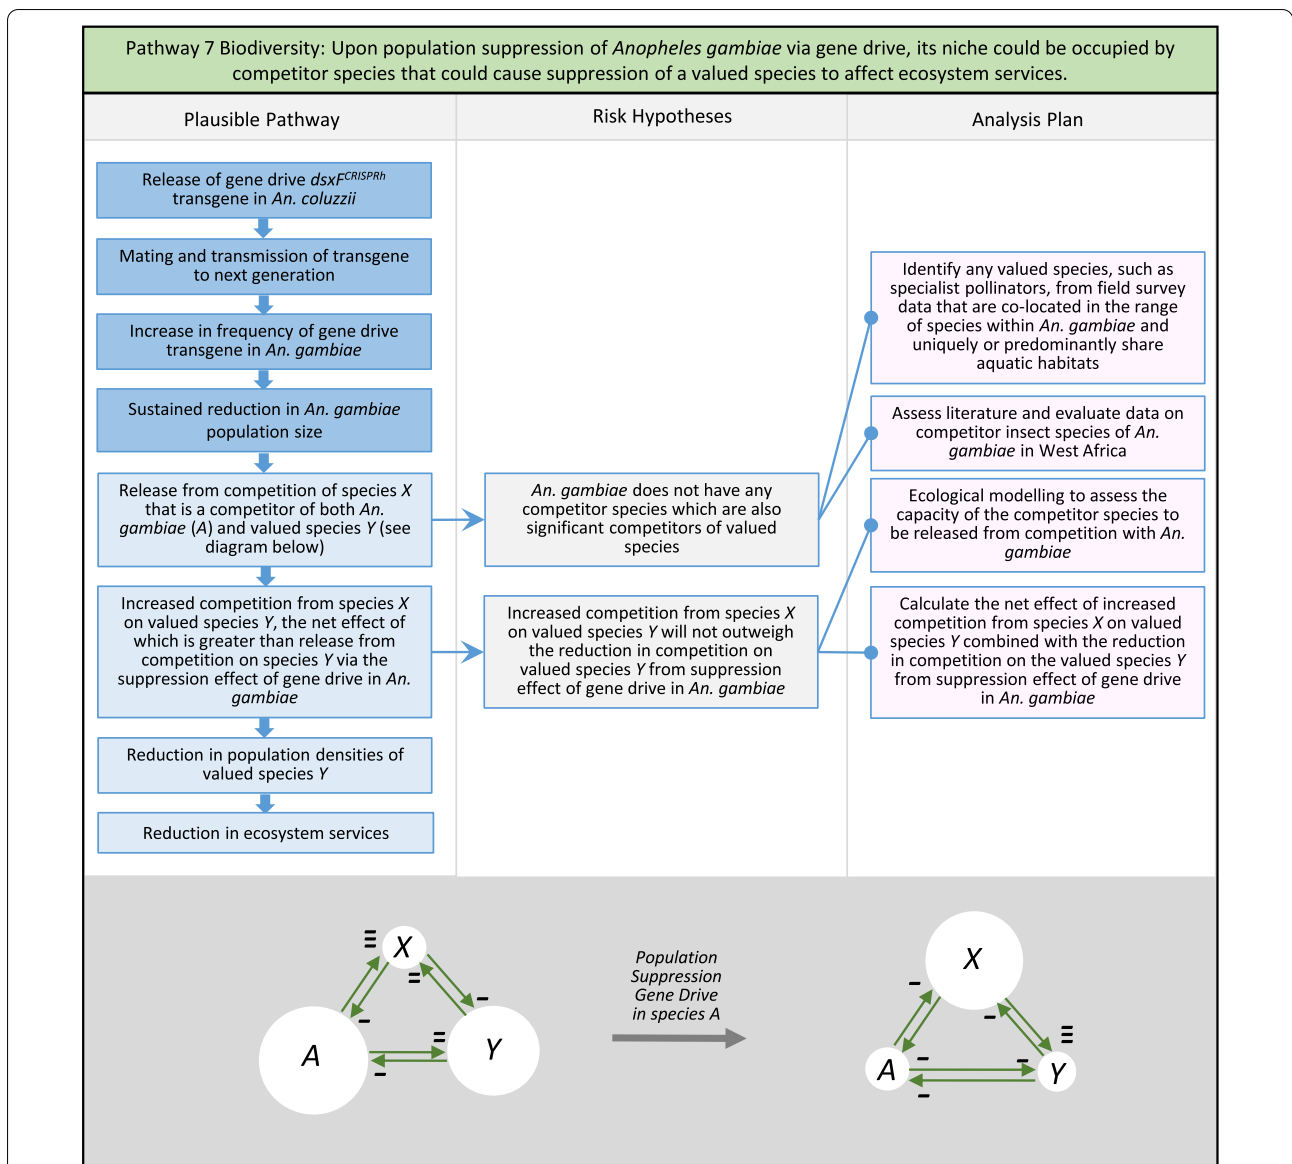 Pathway 7 Biodiversity: Upon population suppression of Anopheles gambiae via gene drive, its niche could be occupied by
competitor species that could cause suppression of a valued species to affect ecosystem services.
Plausible Pathway
Risk Hypotheses
Analysis Plan
Release of gene drive dsxF^CRISPRh
transgene in An. coluzzii
Mating and transmission of transgene
to next generation
Increase in frequency of gene drive
transgene in An. gambiae
Sustained reduction in An. gambiae
population size
Release from competition of species X
that is a competitor of both An.
gambiae (A) and valued species Y (see
diagram below)
Increased competition from species X
on valued species Y, the net effect of
which is greater than release from
competition on species Y via the
suppression effect of gene drive in An.
gambiae
Reduction in population densities of
valued species Y
Reduction in ecosystem services
An. gambiae does not have any
competitor species which are also
significant competitors of valued
species
Increased competition from species X
on valued species Y will not outweigh
the reduction in competition on
valued species Y from suppression
effect of gene drive in An. gambiae
Identify any valued species, such as
specialist pollinators, from field survey
data that are co-located in the range
of species within An. gambiae and
uniquely or predominantly share
aquatic habitats
Assess literature and evaluate data on
competitor insect species of An.
gambiae in West Africa
Ecological modelling to assess the
capacity of the competitor species to
be released from competition with An.
gambiae
Calculate the net effect of increased
competition from species X on valued
species Y combined with the reduction
in competition on the valued species Y
from suppression effect of gene drive
in An. gambiae
X
A
Y
Population
Suppression
Gene Drive
in species A
X
A
Y